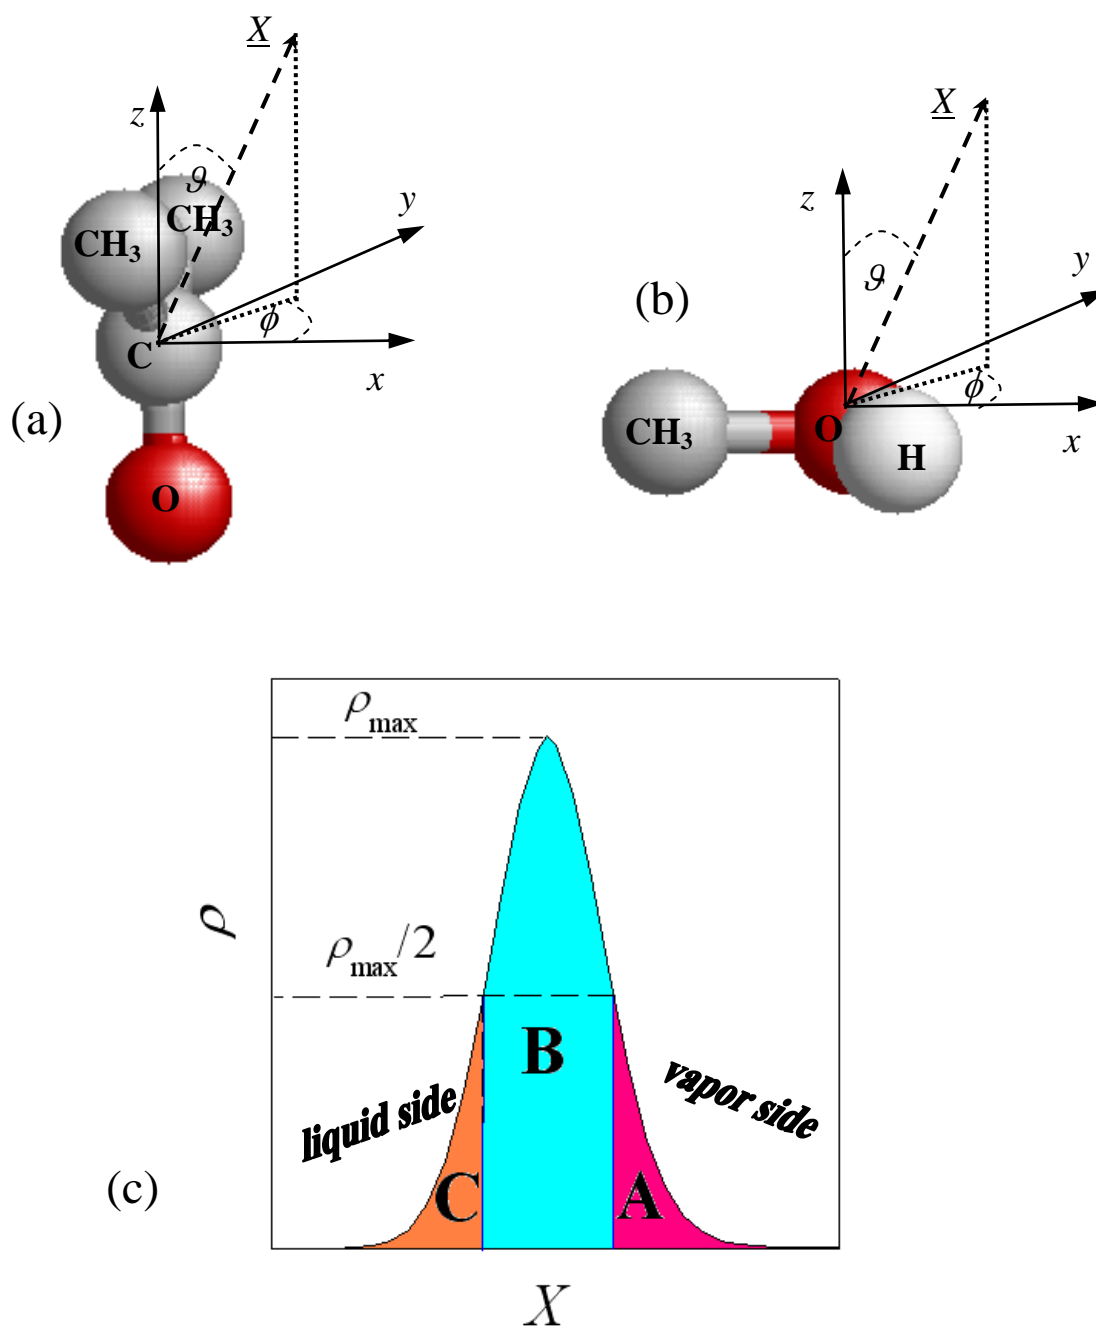 X
z
ϑ
y
CH₃
CH₃
C
ϕ
x
O
(a)
X
z
ϑ
y
(b)
CH₃
O
H
ϕ
x
ρmax
ρ
ρmax/2
B
liquid side
vapor side
C
A
(c)
X